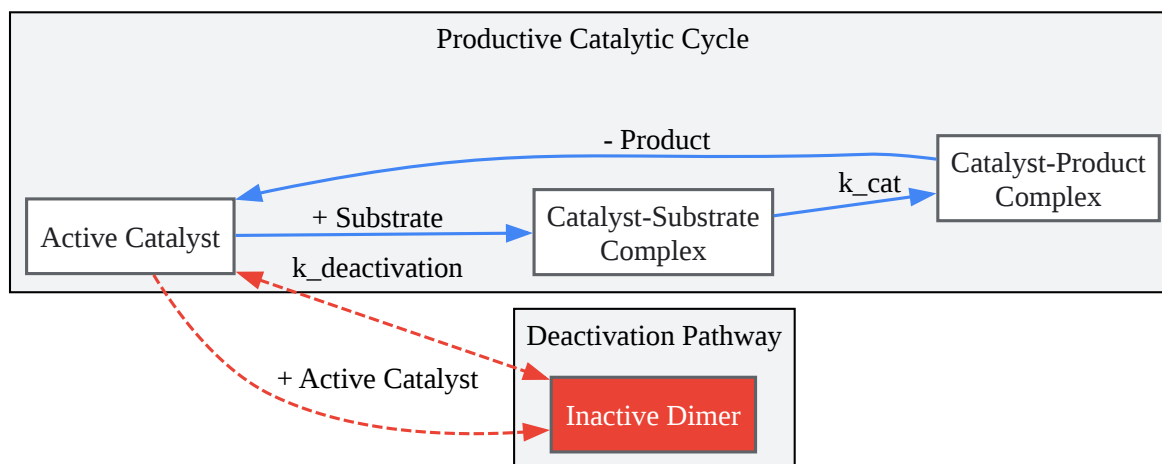 Productive Catalytic Cycle
- Product
Catalyst-Product
Complex
k_cat
Active Catalyst
+ Substrate
Catalyst-Substrate
Complex
k_deactivation
Deactivation Pathway
+ Active Catalyst
Inactive Dimer